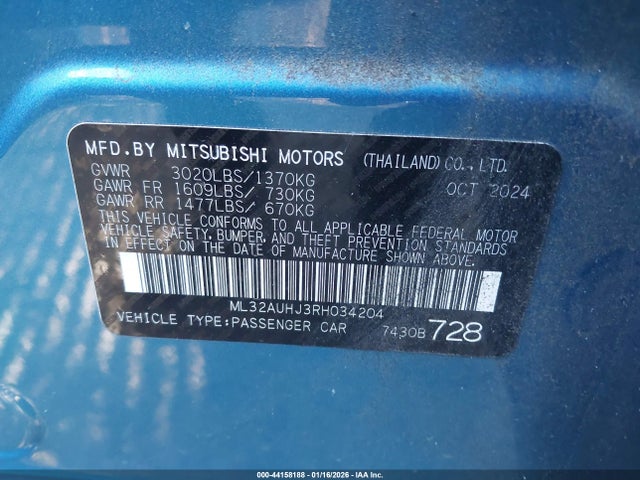 MFD.BY MITSUBISHI MOTORS (THAILAND) CO., LTD.
GVWR 3020LBS/1370KG OCT 2024
GAWR FR 1609LBS/ 730KG
GAWR RR 1477LBS/ 670KG
THIS VEHICLE CONFORMS TO ALL APPLICABLE FEDERAL MOTOR
VEHICLE SAFETY, BUMPER, AND THEFT PREVENTION STANDARDS
IN EFFECT ON THE DATE OF MANUFACTURE SHOWN ABOVE.
ML32AUHJ3RH034204
VEHICLE TYPE:PASSENGER CAR 7430B 728
000-44158188 - 01/16/2026 - IAA Inc.